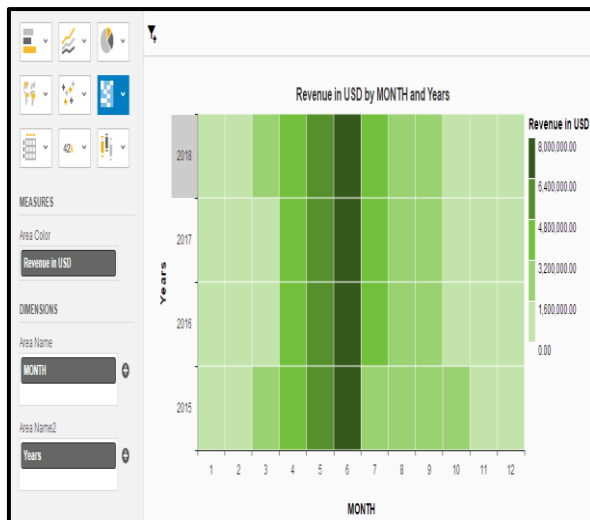 42k
MEASURES
Area Color
Revenue in USD
DIMENSIONS
Area Name
MONTH
Area Name2
Years
Revenue in USD by MONTH and Years
Revenue in USD
8,000,000.00
6,400,000.00
4,800,000.00
3,200,000.00
1,600,000.00
0.00
Years
2018
2017
2016
2015
1 2 3 4 5 6 7 8 9 10 11 12
MONTH